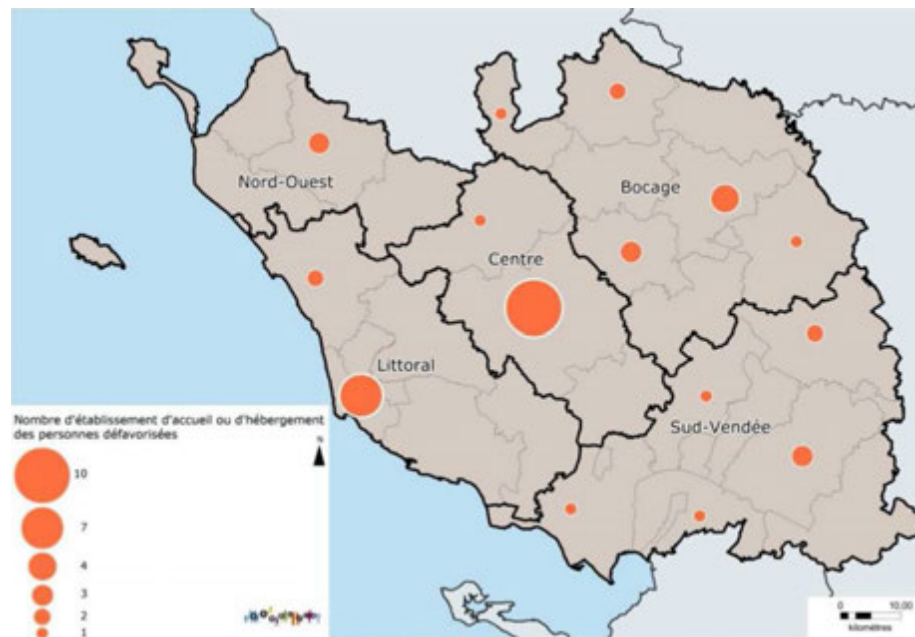 Nord-Ouest
Bocage
Centre
Littoral
Sud-Vendée
Nombre d'établissement d'accueil ou d'hébergement
des personnes défavorisées
N
10
7
4
3
2
1
0 10,00
kilomètres